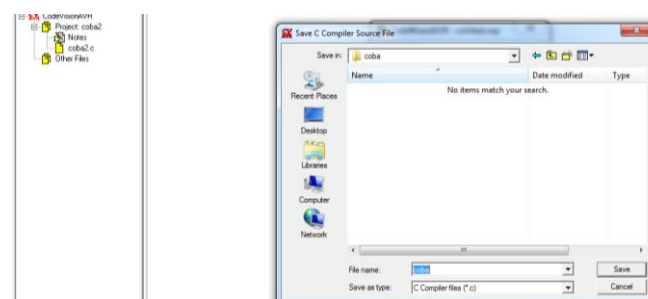 CodeVisionAVR
Project: coba2
Notes
coba2.c
Other Files
Save C Compiler Source File
Save in:
coba
Name
Date modified
Type
No items match your search.
Recent Places
Desktop
Libraries
Computer
Network
File name:
coba
Save
Save as type:
C Compiler files (*.c)
Cancel